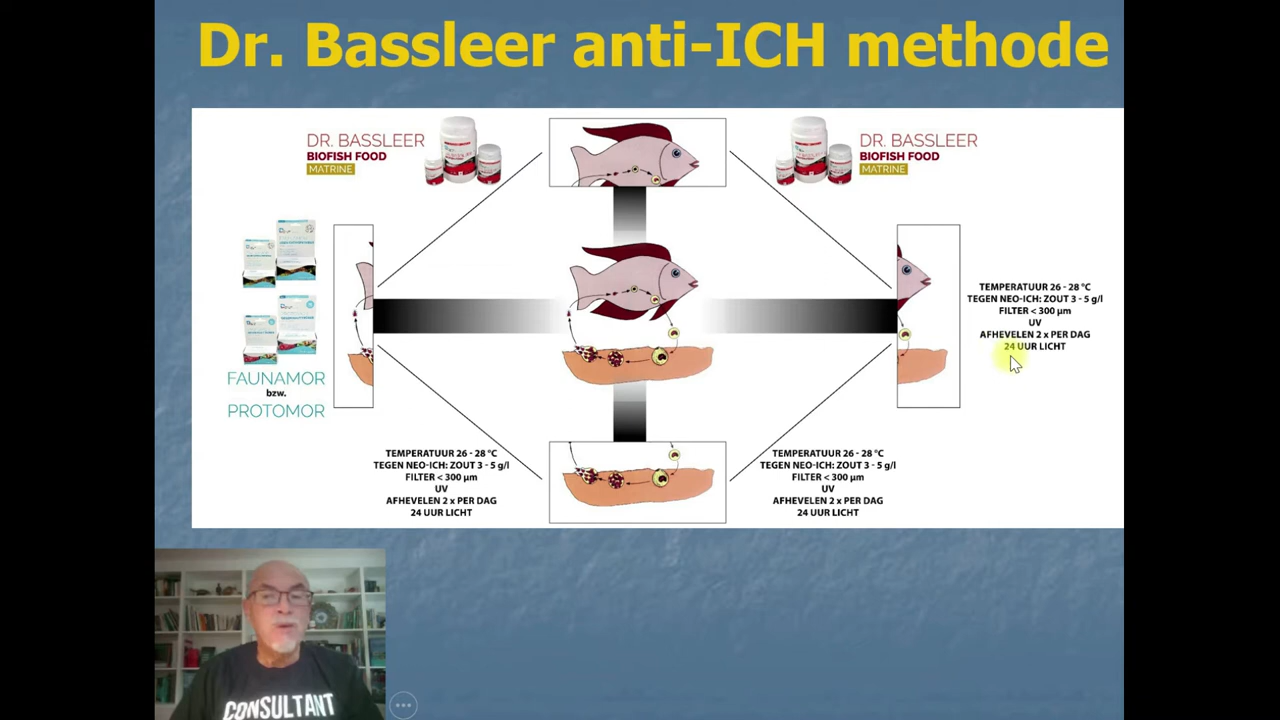 Dr. Bassleer anti-ICH methode
DR. BASSLEER
BIOFISH FOOD
MATRINE
DR. BASSLEER
BIOFISH FOOD
MATRINE
FAUNAMOR
bzw.
PROTOMOR
TEMPERATUUR 26 - 28 °C
TEGEN NEO-ICH: ZOUT 3 - 5 g/l
FILTER < 300 µm
UV
AFHEVELEN 2 x PER DAG
24 UUR LICHT
TEMPERATUUR 26 - 28 °C
TEGEN NEO-ICH: ZOUT 3 - 5 g/l
FILTER < 300 µm
UV
AFHEVELEN 2 x PER DAG
24 UUR LICHT
TEMPERATUUR 26 - 28 °C
TEGEN NEO-ICH: ZOUT 3 - 5 g/l
FILTER < 300 µm
UV
AFHEVELEN 2 x PER DAG
24 UUR LICHT
CONSULTANT